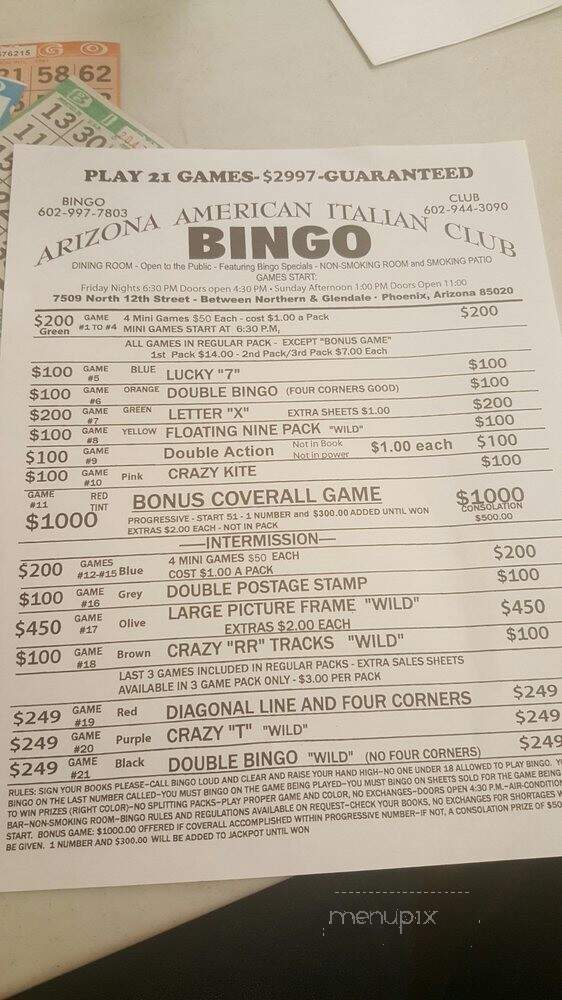 76215 G O
21 58 62
g
13 30
11
PLAY 21 GAMES-$2997-GUARANTEED
BINGO CLUB
602-997-7803 602-944-3090
ARIZONA AMERICAN ITALIAN CLUB
BINGO
DINING ROOM - Open to the Public - Featuring Bingo Specials - NON-SMOKING ROOM and SMOKING PATIO
GAMES START:
Friday Nights 6:30 PM Doors open 4:30 PM • Sunday Afternoon 1:00 PM Doors Open 11:00
7509 North 12th Street - Between Northern & Glendale • Phoenix, Arizona 85020
$200 GAME 4 Mini Games $50 Each - cost $1.00 a Pack $200
Green #1 TO #4 MINI GAMES START AT 6:30 P.M,
ALL GAMES IN REGULAR PACK - EXCEPT "BONUS GAME"
1st Pack $14.00 - 2nd Pack/3rd Pack $7.00 Each
$100 GAME #5 BLUE LUCKY "7" $100
$100 GAME #6 ORANGE DOUBLE BINGO (FOUR CORNERS GOOD) $100
$200 GAME #7 GREEN LETTER "X" EXTRA SHEETS $1.00 $200
$100 GAME #8 YELLOW FLOATING NINE PACK "WILD" $100
$100 GAME #9 Double Action Not in Book Not in power $1.00 each $100
$100 GAME #10 Pink CRAZY KITE $100
GAME #11 RED TINT BONUS COVERALL GAME $1000
$1000 PROGRESSIVE - START 51 - 1 NUMBER and $300.00 ADDED UNTIL WON CONSOLATION
EXTRAS $2.00 EACH - NOT IN PACK $500.00
—INTERMISSION—
$200 GAMES #12-#15 Blue 4 MINI GAMES $50 EACH $200
COST $1.00 A PACK
$100 GAME #16 Grey DOUBLE POSTAGE STAMP $100
$450 GAME #17 Olive LARGE PICTURE FRAME "WILD" $450
EXTRAS $2.00 EACH
$100 GAME #18 Brown CRAZY "RR" TRACKS "WILD" $100
LAST 3 GAMES INCLUDED IN REGULAR PACKS - EXTRA SALES SHEETS
AVAILABLE IN 3 GAME PACK ONLY - $3.00 PER PACK
$249 GAME #19 Red DIAGONAL LINE AND FOUR CORNERS $249
$249 GAME #20 Purple CRAZY "T" "WILD" $249
$249 GAME #21 Black DOUBLE BINGO "WILD" (NO FOUR CORNERS) $249
RULES: SIGN YOUR BOOKS PLEASE–CALL BINGO LOUD AND CLEAR AND RAISE YOUR HAND HIGH–NO ONE UNDER 18 ALLOWED TO PLAY BINGO.
BINGO ON THE LAST NUMBER CALLED–YOU MUST BINGO ON THE GAME BEING PLAYED–YOU MUST BINGO ON SHEETS SOLD FOR THE GAME BEING
TO WIN PRIZES (RIGHT COLOR)–NO SPLITTING PACKS–PLAY PROPER GAME AND COLOR, NO EXCHANGES–DOORS OPEN 4:30 P.M.–AIR-CONDITION
BAR–NON-SMOKING ROOM–BINGO RULES AND REGULATIONS AVAILABLE ON REQUEST–CHECK YOUR BOOKS, NO EXCHANGES FOR SHORTAGES
START. BONUS GAME: $1000.00 OFFERED IF COVERALL ACCOMPLISHED WITHIN PROGRESSIVE NUMBER–IF NOT, A CONSOLATION PRIZE OF $50
BE GIVEN. 1 NUMBER AND $300.00 WILL BE ADDED TO JACKPOT UNTIL WON
menupix